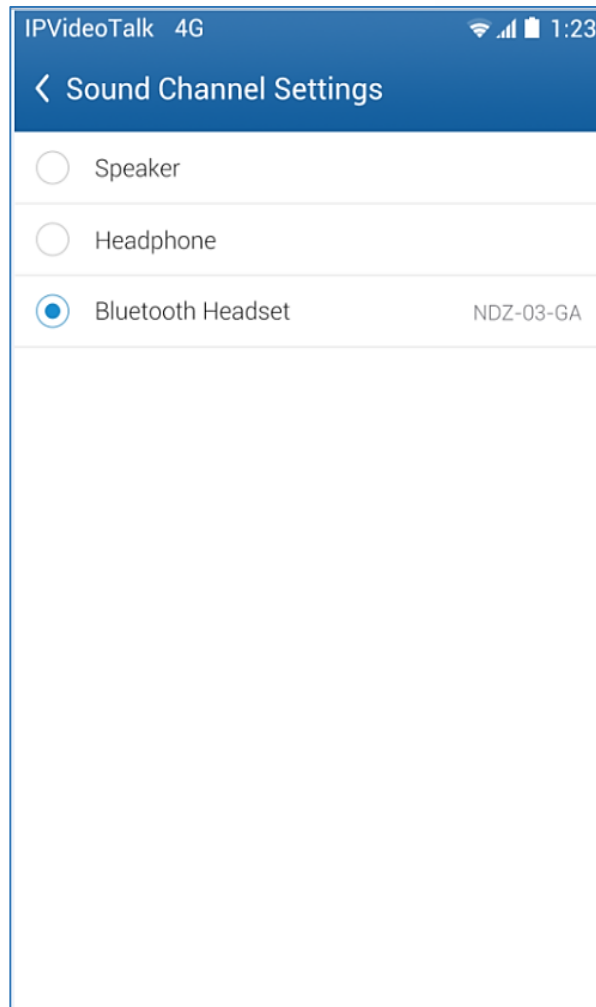 IPVideoTalk 4G 1:23
Sound Channel Settings
Speaker
Headphone
Bluetooth Headset NDZ-03-GA